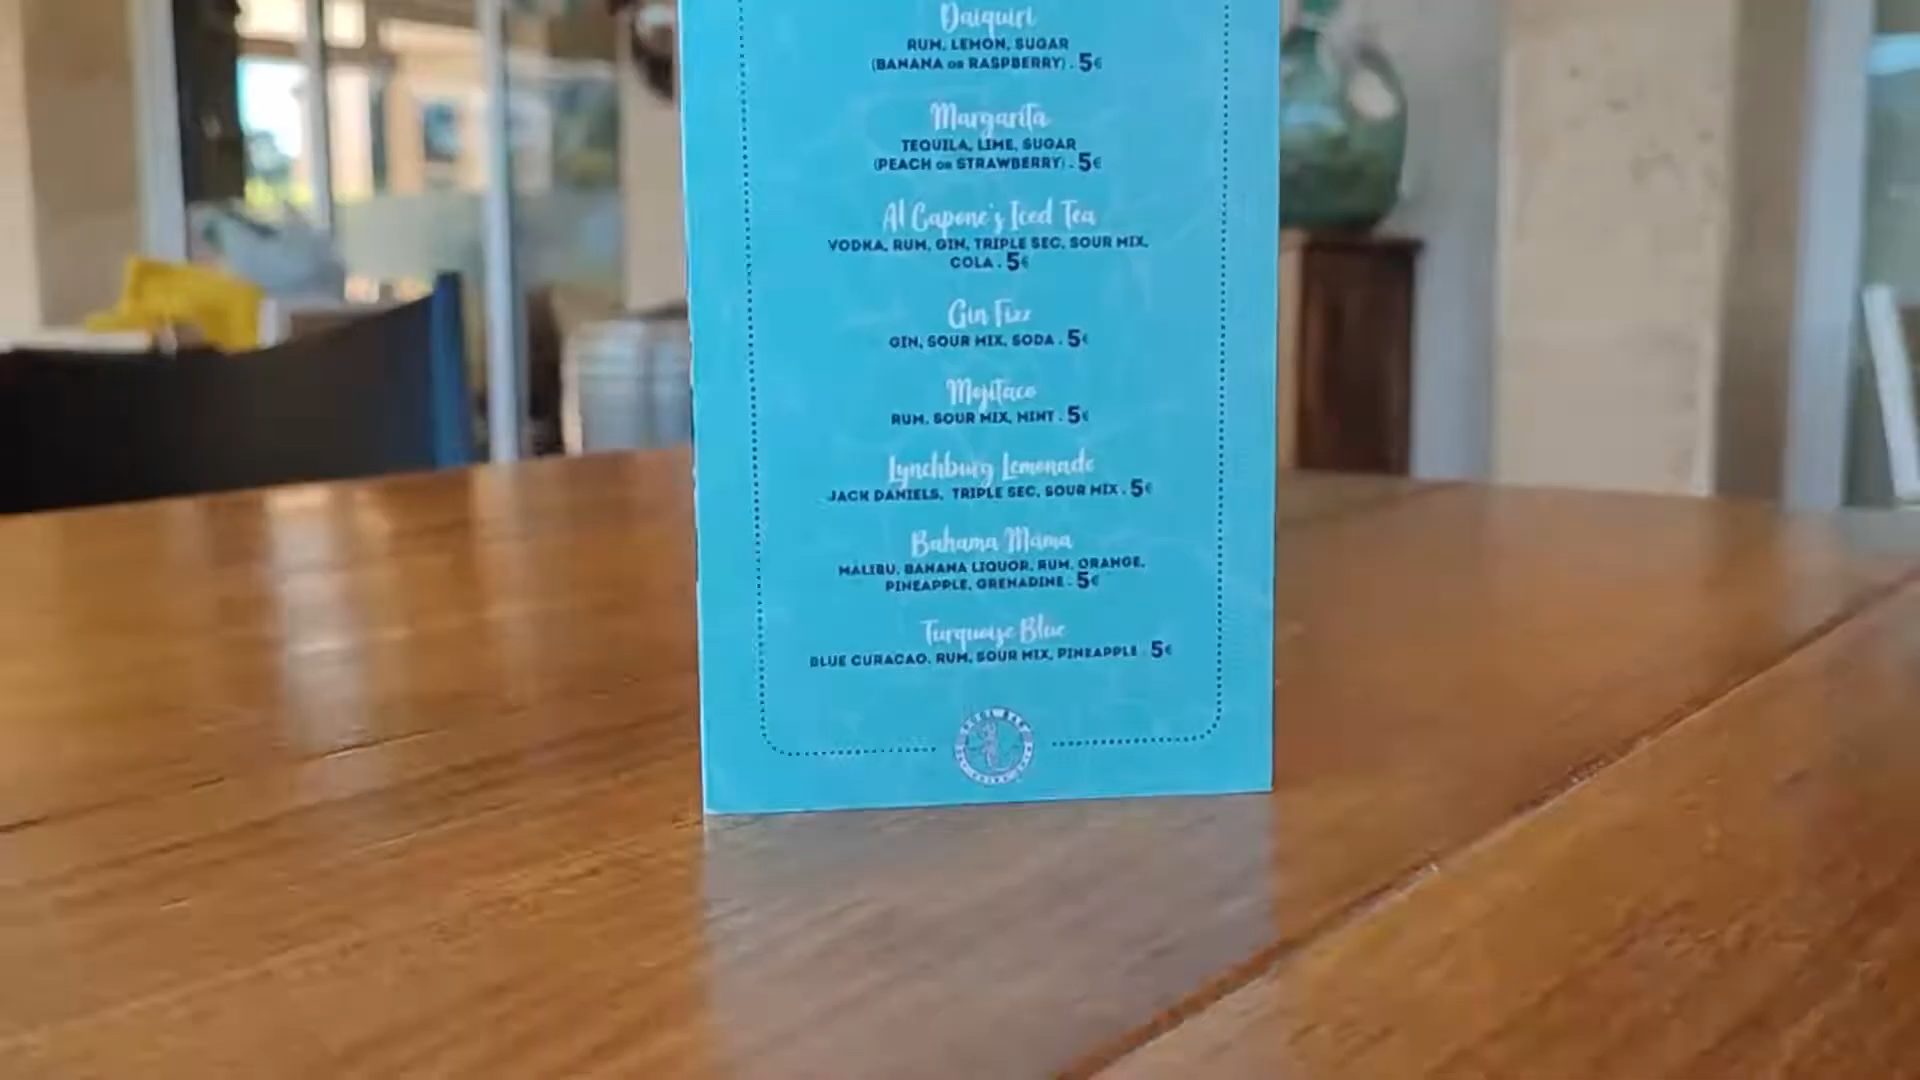 Daiquiri
RUM, LEMON, SUGAR
(BANANA OR RASPBERRY) . 5€
Margarita
TEQUILA, LIME, SUGAR
(PEACH OR STRAWBERRY) . 5€
Al Capone's Iced Tea
VODKA, RUM, GIN, TRIPLE SEC, SOUR MIX,
COLA . 5€
Gin Fizz
GIN, SOUR MIX, SODA . 5€
Mojitaco
RUM, SOUR MIX, MINT . 5€
Lynchburg Lemonade
JACK DANIELS, TRIPLE SEC, SOUR MIX . 5€
Bahama Mama
MALIBU, BANANA LIQUOR, RUM, ORANGE,
PINEAPPLE, GRENADINE . 5€
Turquoize Blue
BLUE CURACAO, RUM, SOUR MIX, PINEAPPLE . 5€
POOL BAR